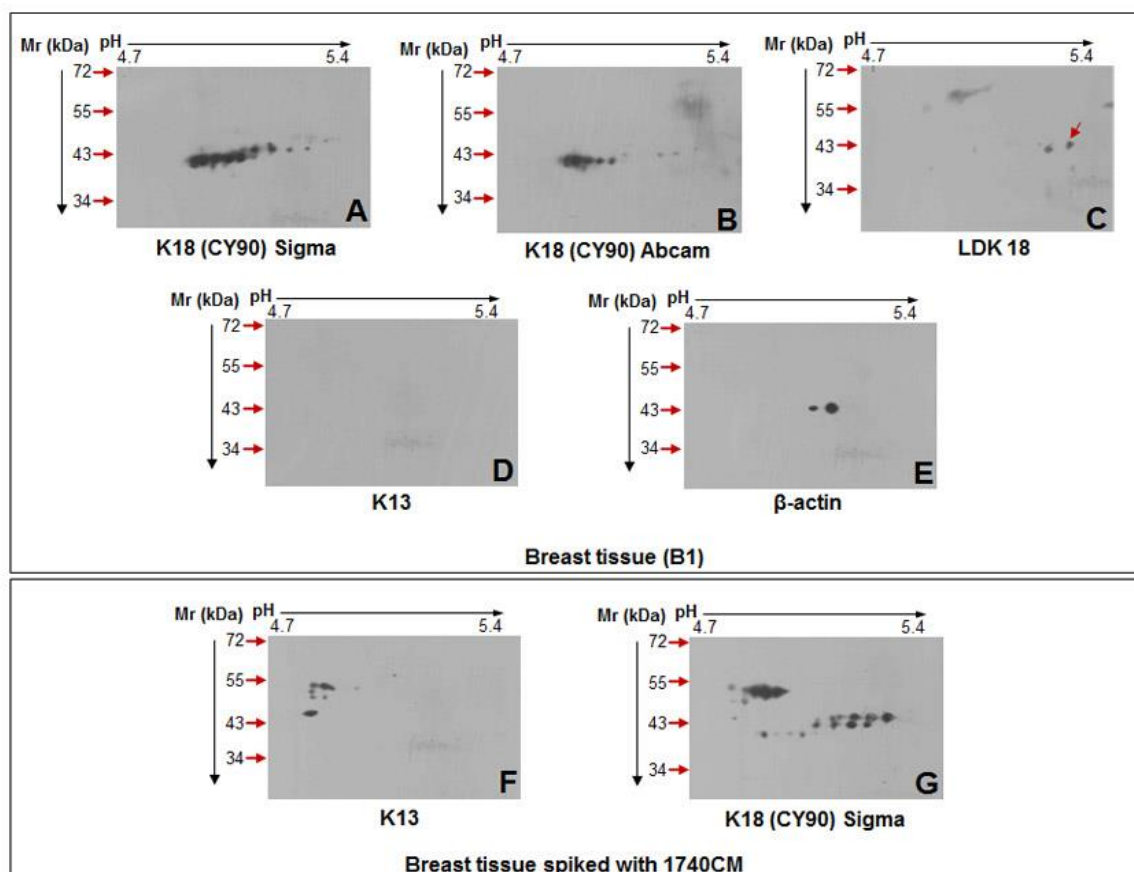 Mr (kDa) pH 4.7 5.4
72
55
43
34
A
K18 (CY90) Sigma
Mr (kDa) pH 4.7 5.4
72
55
43
34
B
K18 (CY90) Abcam
Mr (kDa) pH 4.7 5.4
72
55
43
34
C
LDK 18
Mr (kDa) pH 4.7 5.4
72
55
43
34
D
K13
Mr (kDa) pH 4.7 5.4
72
55
43
34
E
β-actin
Breast tissue (B1)
Mr (kDa) pH 4.7 5.4
72
55
43
34
F
K13
Mr (kDa) pH 4.7 5.4
72
55
43
34
G
K18 (CY90) Sigma
Breast tissue spiked with 1740CM